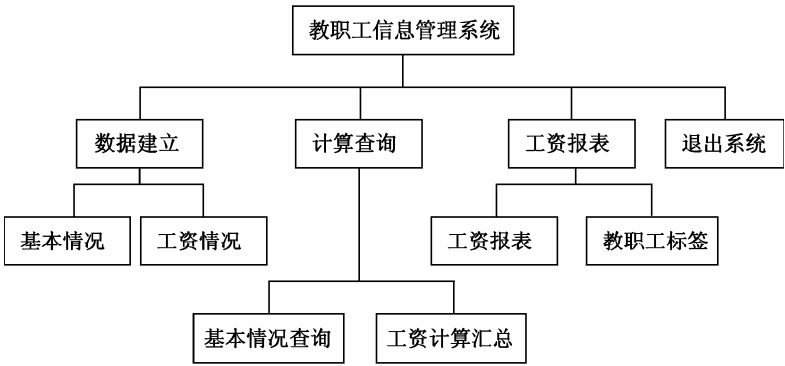 教职工信息管理系统
数据建立
计算查询
工资报表
退出系统
基本情况
工资情况
工资报表
教职工标签
基本情况查询
工资计算汇总